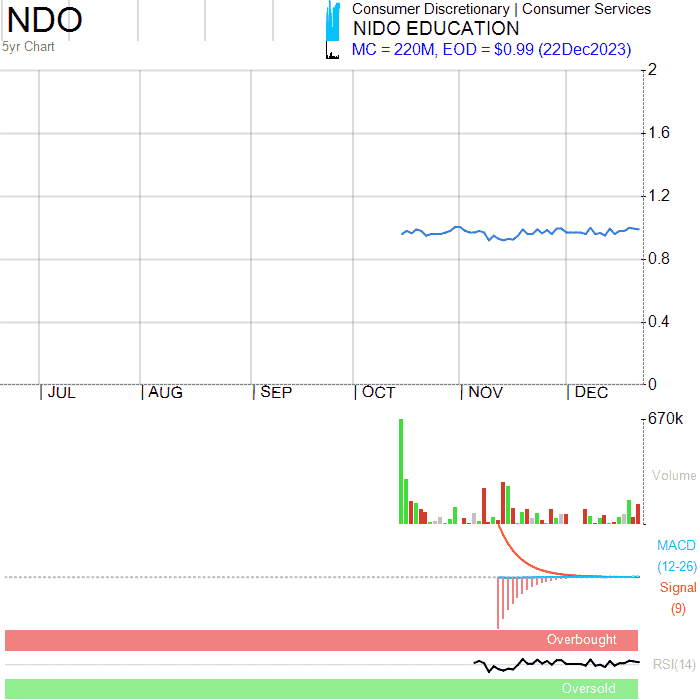 NDO
5yr Chart
Consumer Discretionary | Consumer Services
NIDO EDUCATION
MC = 220M, EOD = $0.99 (22Dec2023)
2
1.6
1.2
0.8
0.4
0
JUL AUG SEP OCT NOV DEC
670k
Volume
MACD
(12-26)
Signal
(9)
Overbought
RSI(14)
Oversold